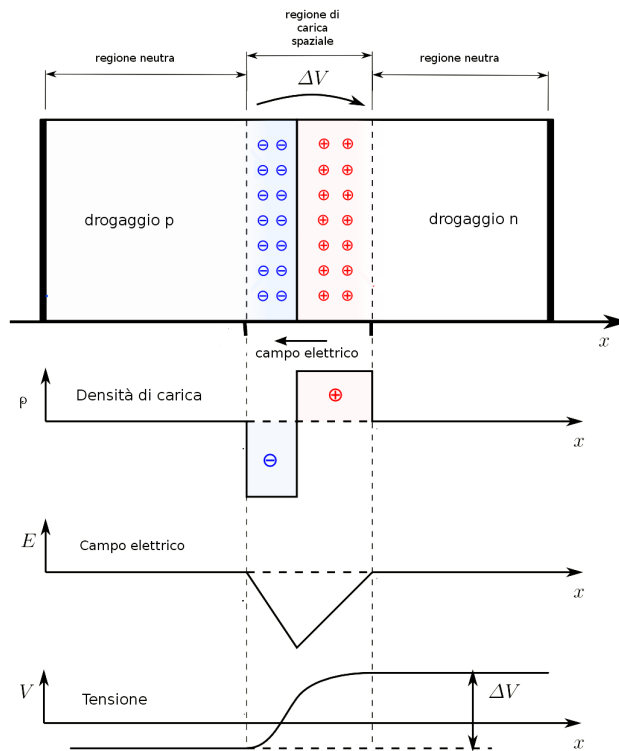 regione di
carica
spaziale
regione neutra
regione neutra
ΔV
⊖ ⊖ ⊕ ⊕
⊖ ⊖ ⊕ ⊕
⊖ ⊖ ⊕ ⊕
drogaggio p
⊖ ⊖ ⊕ ⊕
drogaggio n
⊖ ⊖ ⊕ ⊕
⊖ ⊖ ⊕ ⊕
⊖ ⊖ ⊕ ⊕
x
campo elettrico
ρ
Densità di carica
⊕
x
⊖
E
Campo elettrico
x
V
Tensione
ΔV
x